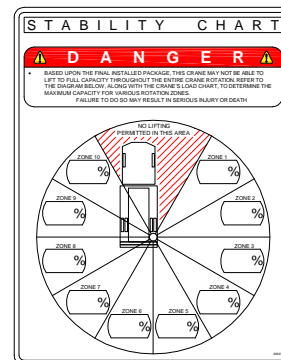 STABILITY CHART
DANGER
• BASED UPON THE FINAL INSTALLED PACKAGE, THIS CRANE MAY NOT BE ABLE TO
LIFT TO FULL CAPACITY THROUGHOUT THE ENTIRE CRANE ROTATION. REFER TO
THE DIAGRAM BELOW, ALONG WITH THE CRANE'S LOAD CHART, TO DETERMINE THE
MAXIMUM CAPACITY FOR VARIOUS ROTATION ZONES.
FAILURE TO DO SO MAY RESULT IN SERIOUS INJURY OR DEATH
NO LIFTING
PERMITTED IN THIS AREA
ZONE 10
%
ZONE 1
%
ZONE 9
%
ZONE 2
%
ZONE 8
%
ZONE 3
%
ZONE 7
%
ZONE 4
%
ZONE 6
%
ZONE 5
%